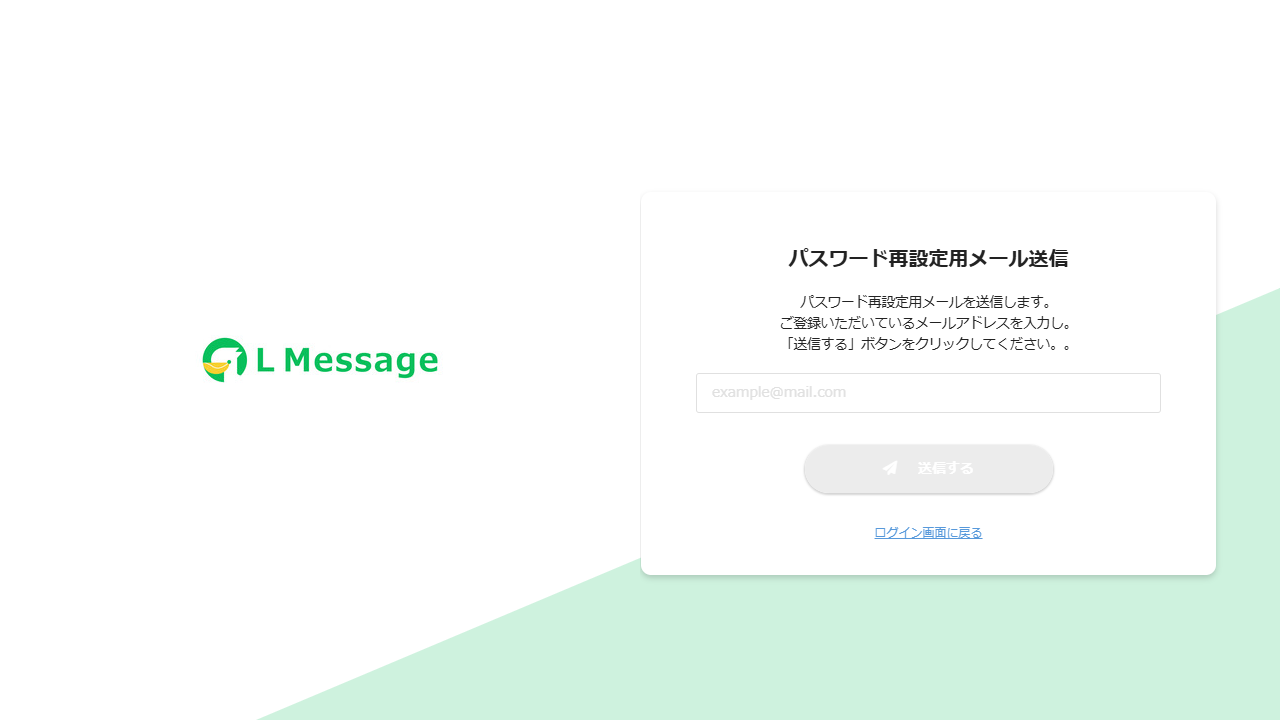 L Message
パスワード再設定用メール送信
パスワード再設定用メールを送信します。
ご登録いただいているメールアドレスを入力し。
「送信する」ボタンをクリックしてください。。
example@mail.com
送信する
ログイン画面に戻る